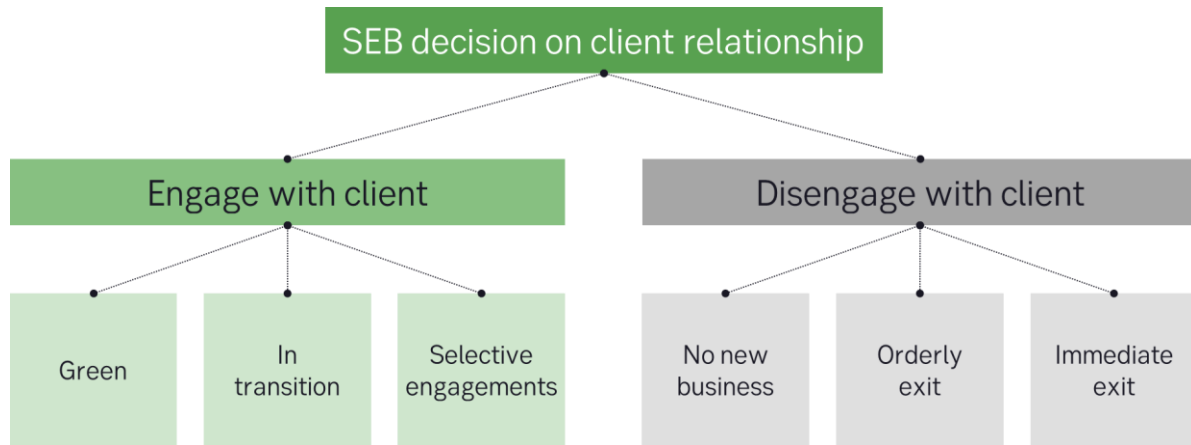 SEB decision on client relationship
Engage with client
Disengage with client
Green
In
transition
Selective
engagements
No new
business
Orderly
exit
Immediate
exit